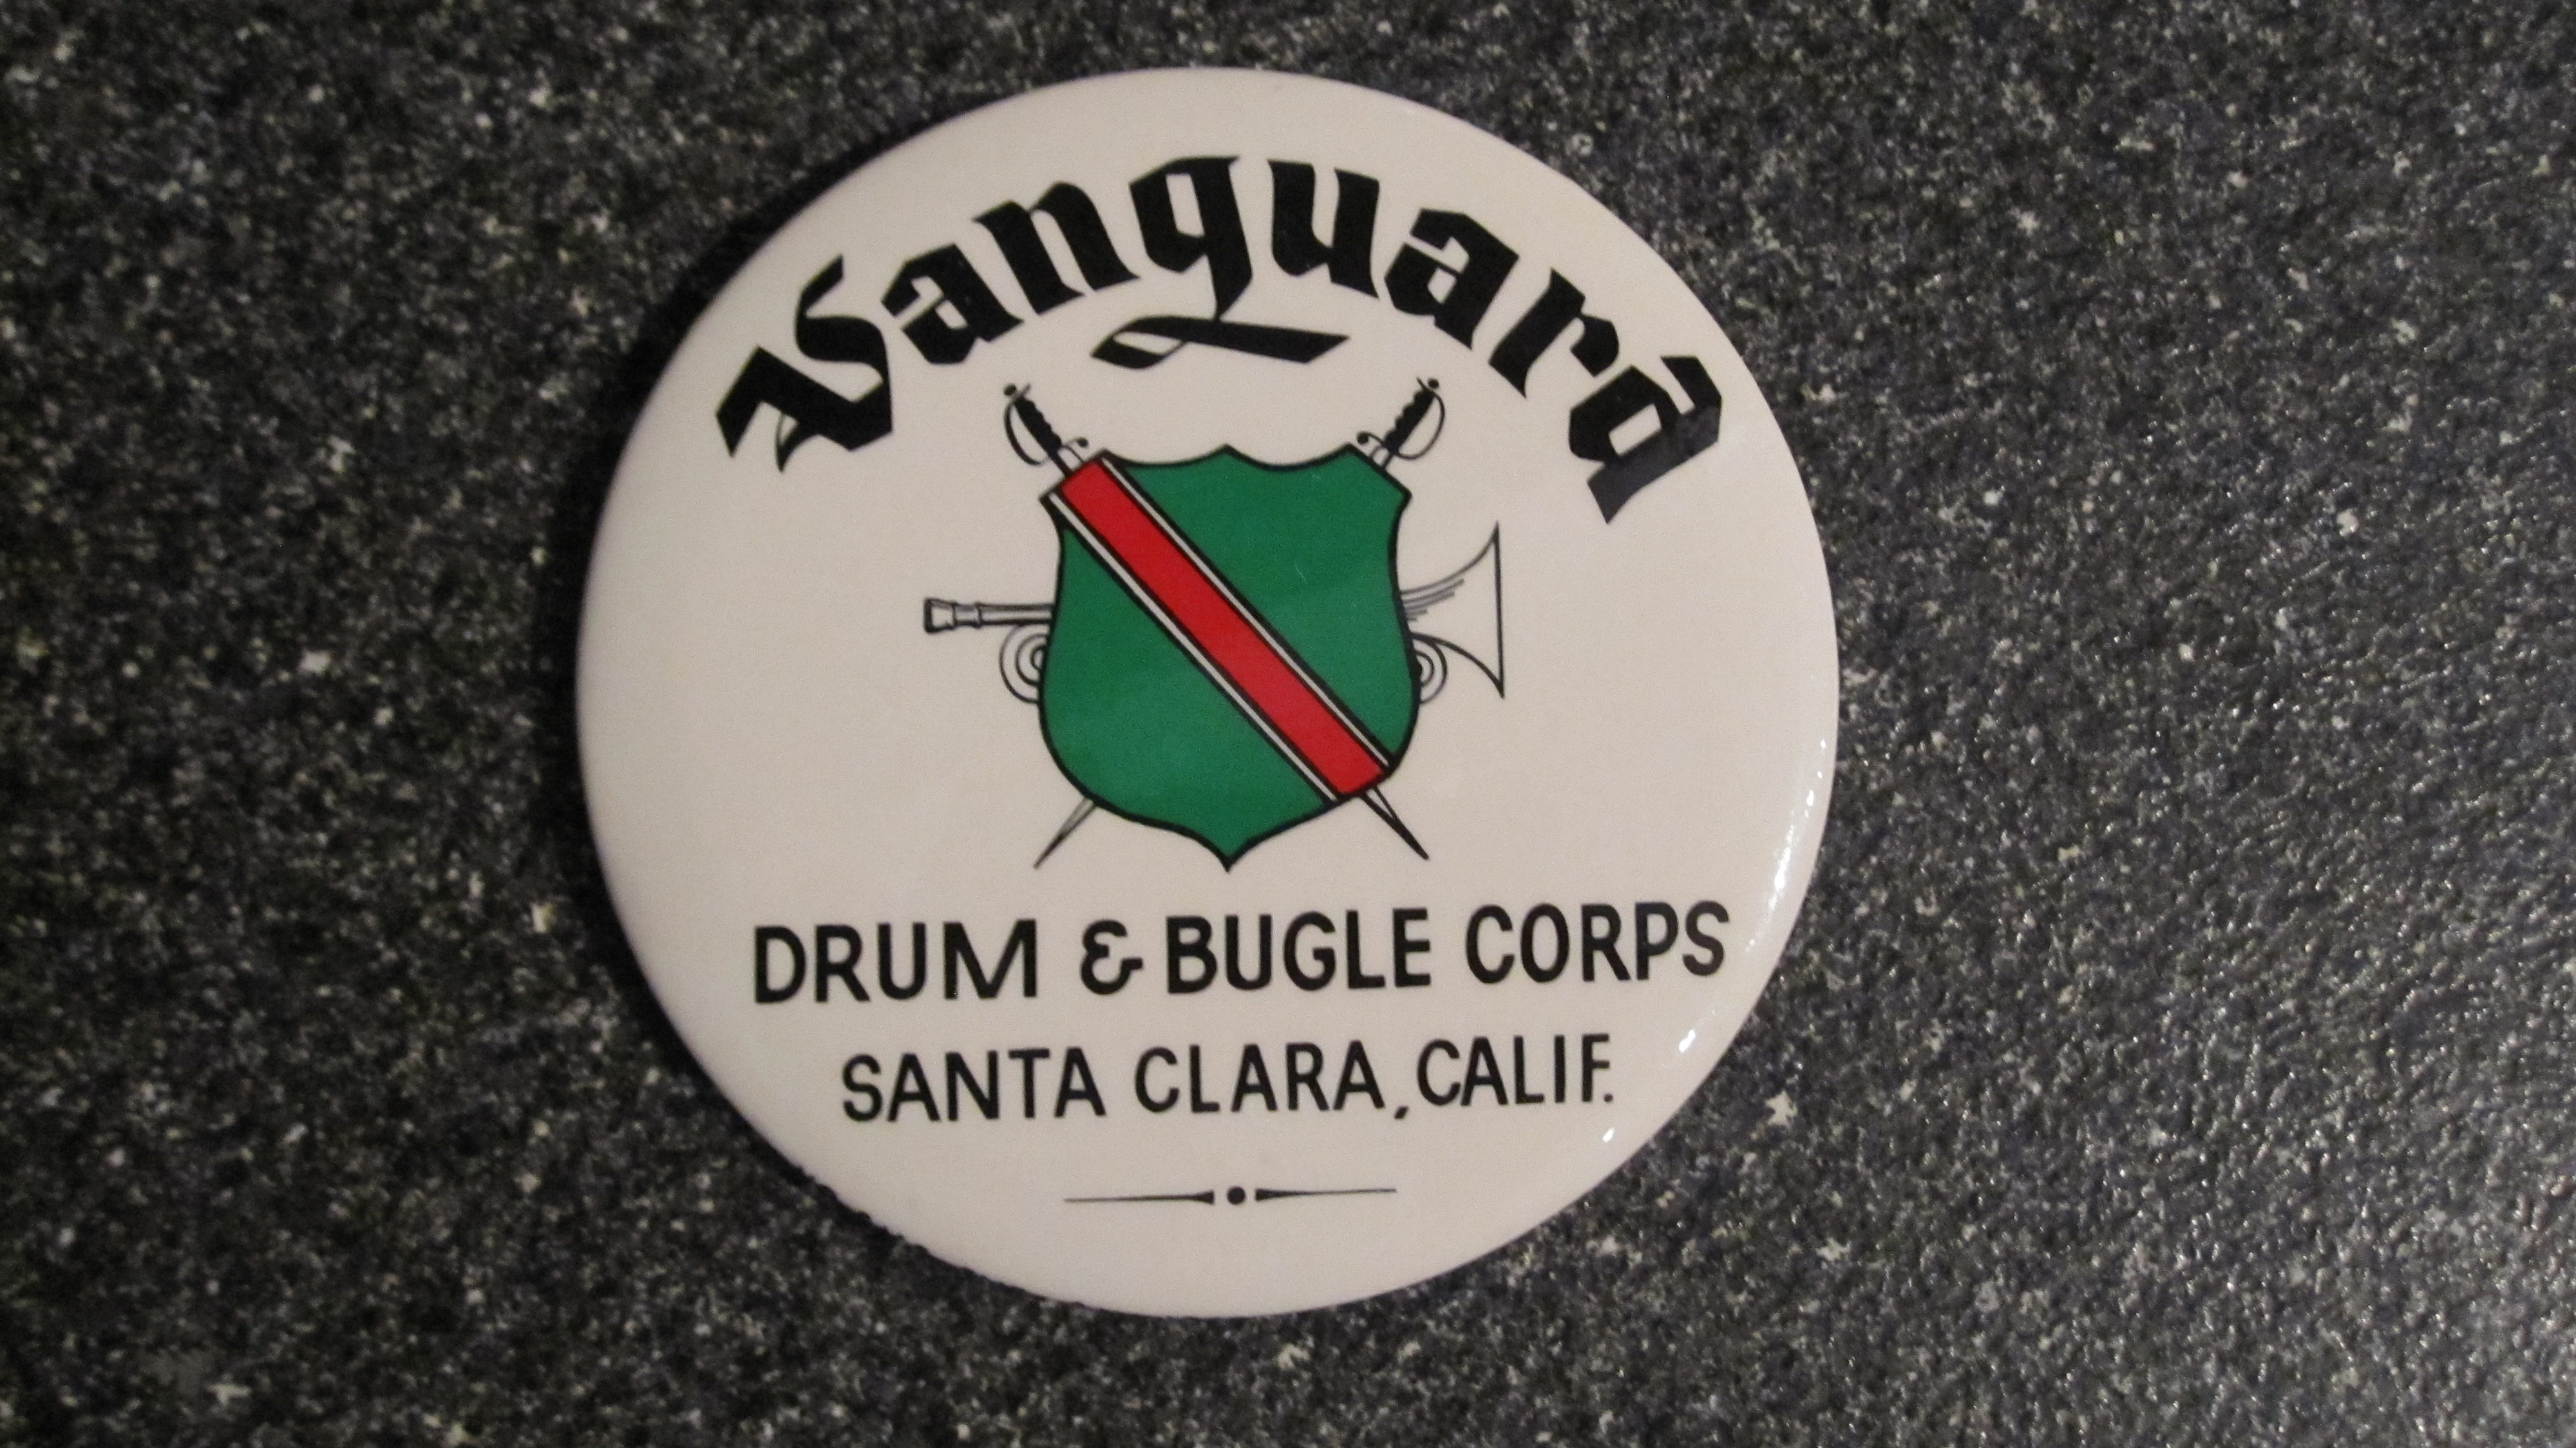 Vanguard
DRUM & BUGLE CORPS
SANTA CLARA, CALIF.